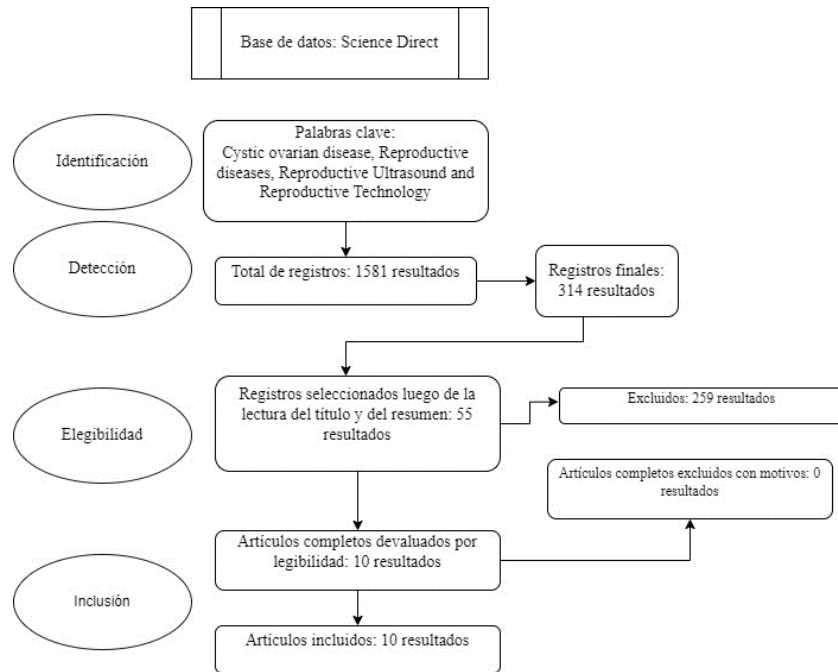 Base de datos: Science Direct
Identificación
Palabras clave:
Cystic ovarian disease, Reproductive
diseases, Reproductive Ultrasound and
Reproductive Technology
Detección
Total de registros: 1581 resultados
Registros finales:
314 resultados
Elegibilidad
Registros seleccionados luego de la
lectura del título y del resumen: 55
resultados
Excluidos: 259 resultados
Artículos completos excluidos con motivos: 0
resultados
Inclusión
Artículos completos devaluados por
legibilidad: 10 resultados
Artículos incluidos: 10 resultados